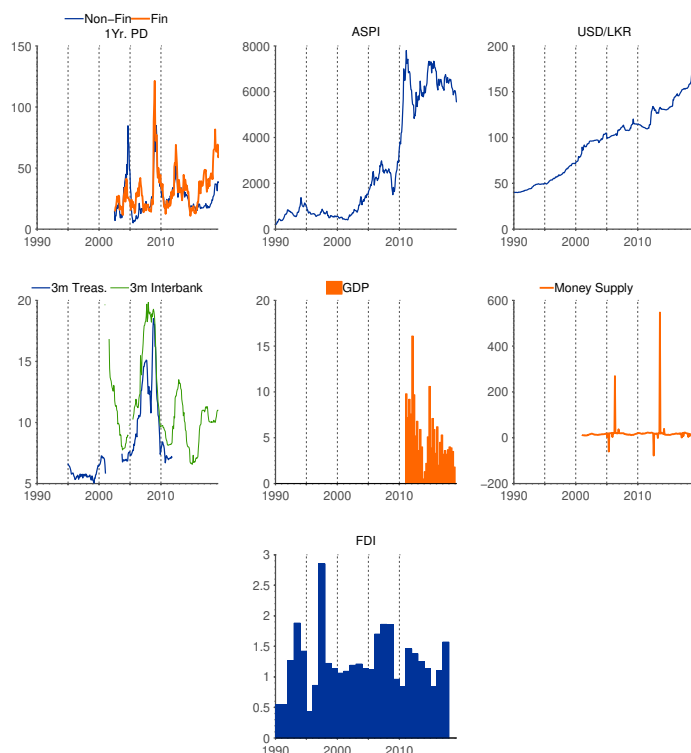 Non−Fin Fin
1Yr. PD ASPI USD/LKR
150 8000 200
100 6000 150
50 4000 100
0 2000 50
0 0
1990 2000 2010 1990 2000 2010 1990 2000 2010
3m Treas. 3m Interbank GDP Money Supply
20 20 600
15 15 400
10 10 200
5 5 0
0 −200
1990 2000 2010 1990 2000 2010 1990 2000 2010
FDI
3
2.5
2
1.5
1
0.5
0
1990 2000 2010